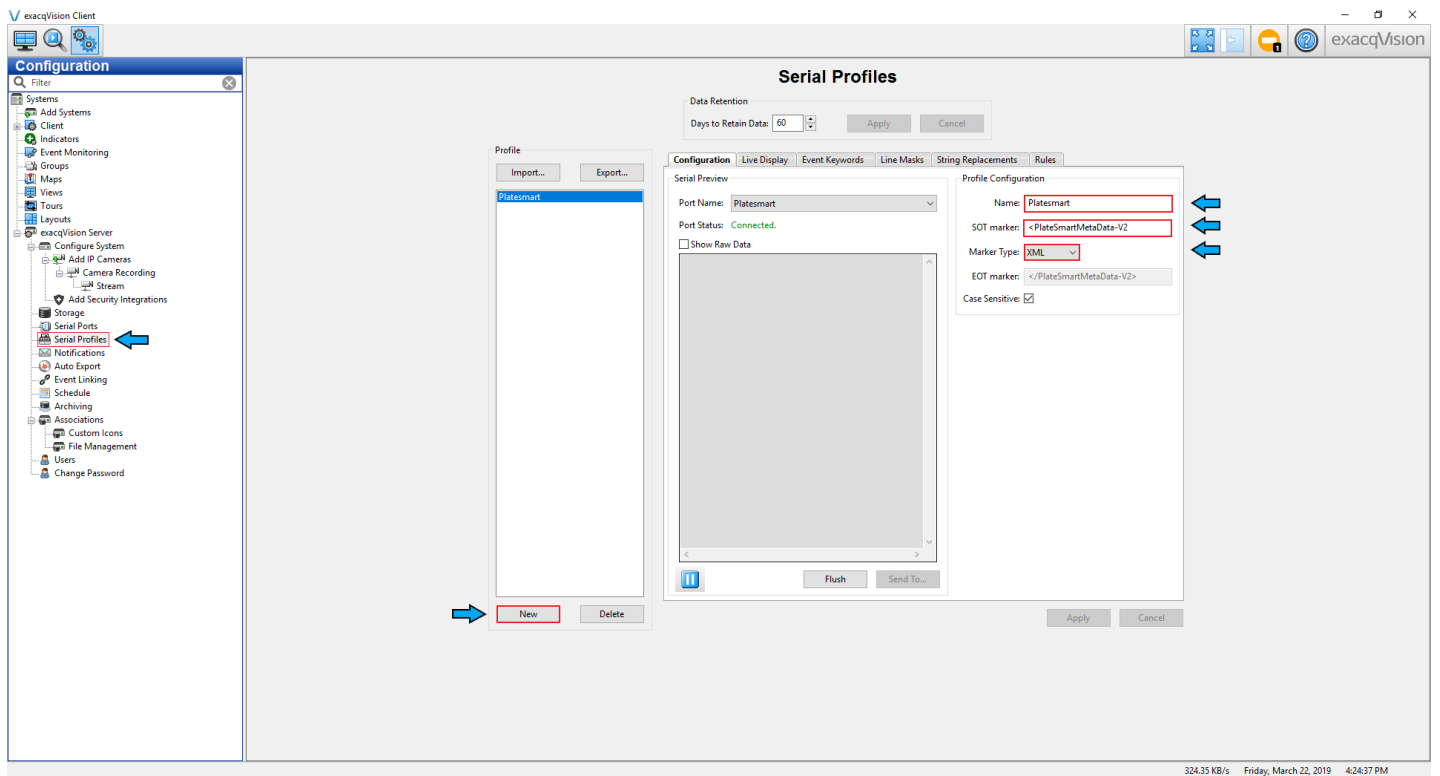 exacqVision Client
exacqVision
Configuration
Filter
Systems
Add Systems
Client
Indicators
Event Monitoring
Groups
Maps
Views
Tours
Layouts
exacqVision Server
Configure System
Add IP Cameras
Camera Recording
Stream
Add Security Integrations
Storage
Serial Ports
Serial Profiles
Notifications
Auto Export
Event Linking
Schedule
Archiving
Associations
Custom Icons
File Management
Users
Change Password
Serial Profiles
Data Retention
Days to Retain Data: 60 Apply Cancel
Profile
Import... Export...
Platesmart
New Delete
Configuration Live Display Event Keywords Line Masks String Replacements Rules
Serial Preview
Port Name: Platesmart
Port Status: Connected.
Show Raw Data
Flush Send To...
Profile Configuration
Name: Platesmart
SOT marker: <PlateSmartMetaData-V2
Marker Type: XML
EOT marker: </PlateSmartMetaData-V2>
Case Sensitive:
Apply Cancel
324.35 KB/s Friday, March 22, 2019 4:24:37 PM